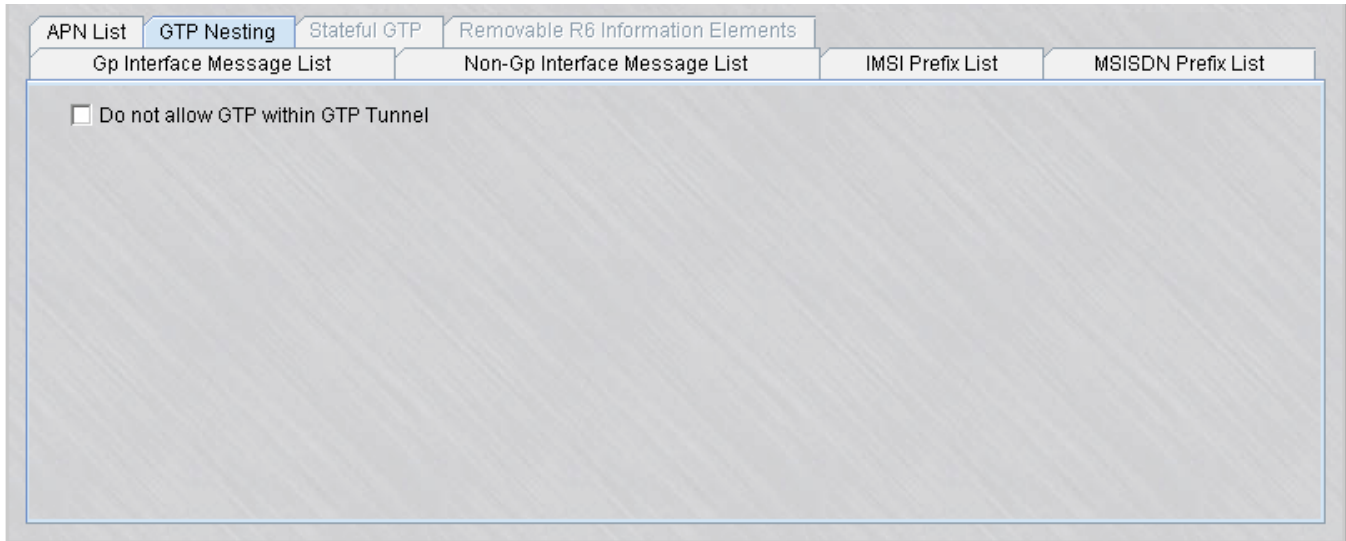 APN List GTP Nesting Stateful GTP Removable R6 Information Elements
Gp Interface Message List Non-Gp Interface Message List IMSI Prefix List MSISDN Prefix List
Do not allow GTP within GTP Tunnel